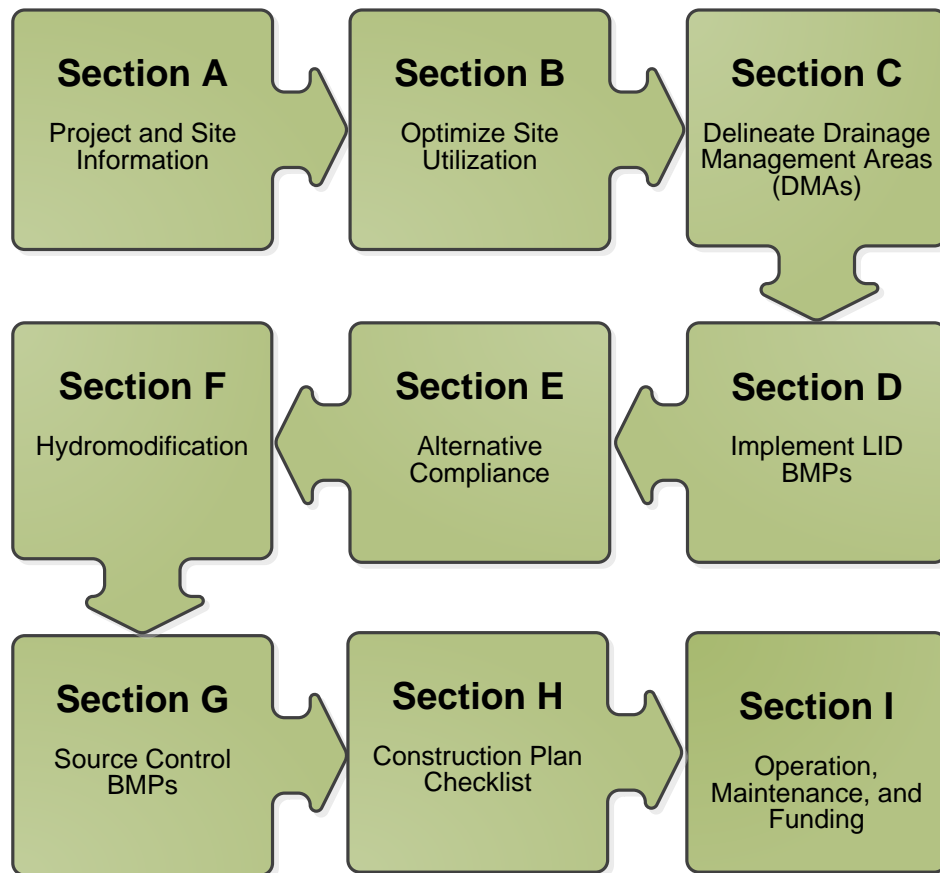 Section A
Project and Site
Information
Section B
Optimize Site
Utilization
Section C
Delineate Drainage
Management Areas
(DMAs)
Section D
Implement LID
BMPs
Section E
Alternative
Compliance
Section F
Hydromodification
Section G
Source Control
BMPs
Section H
Construction Plan
Checklist
Section I
Operation,
Maintenance, and
Funding